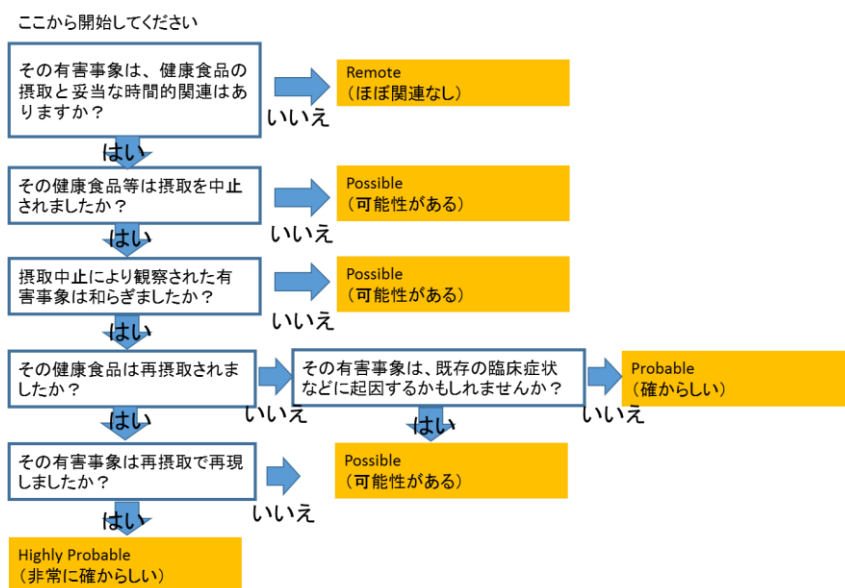 ここから開始してください
その有害事象は、健康食品の
摂取と妥当な時間的関連はあ
りますか？
いいえ
Remote
（ほぼ関連なし）
はい
その健康食品等は摂取を中止
されましたか？
いいえ
Possible
（可能性がある）
はい
摂取中止により観察された有
害事象は和らぎましたか？
いいえ
Possible
（可能性がある）
はい
その健康食品は再摂取されま
したか？
いいえ
その有害事象は、既存の臨床症状
などに起因するかもしれませんか？
いいえ
Probable
（確からしい）
はい
はい
その有害事象は再摂取で再現
しましたか？
いいえ
Possible
（可能性がある）
はい
Highly Probable
（非常に確からしい）